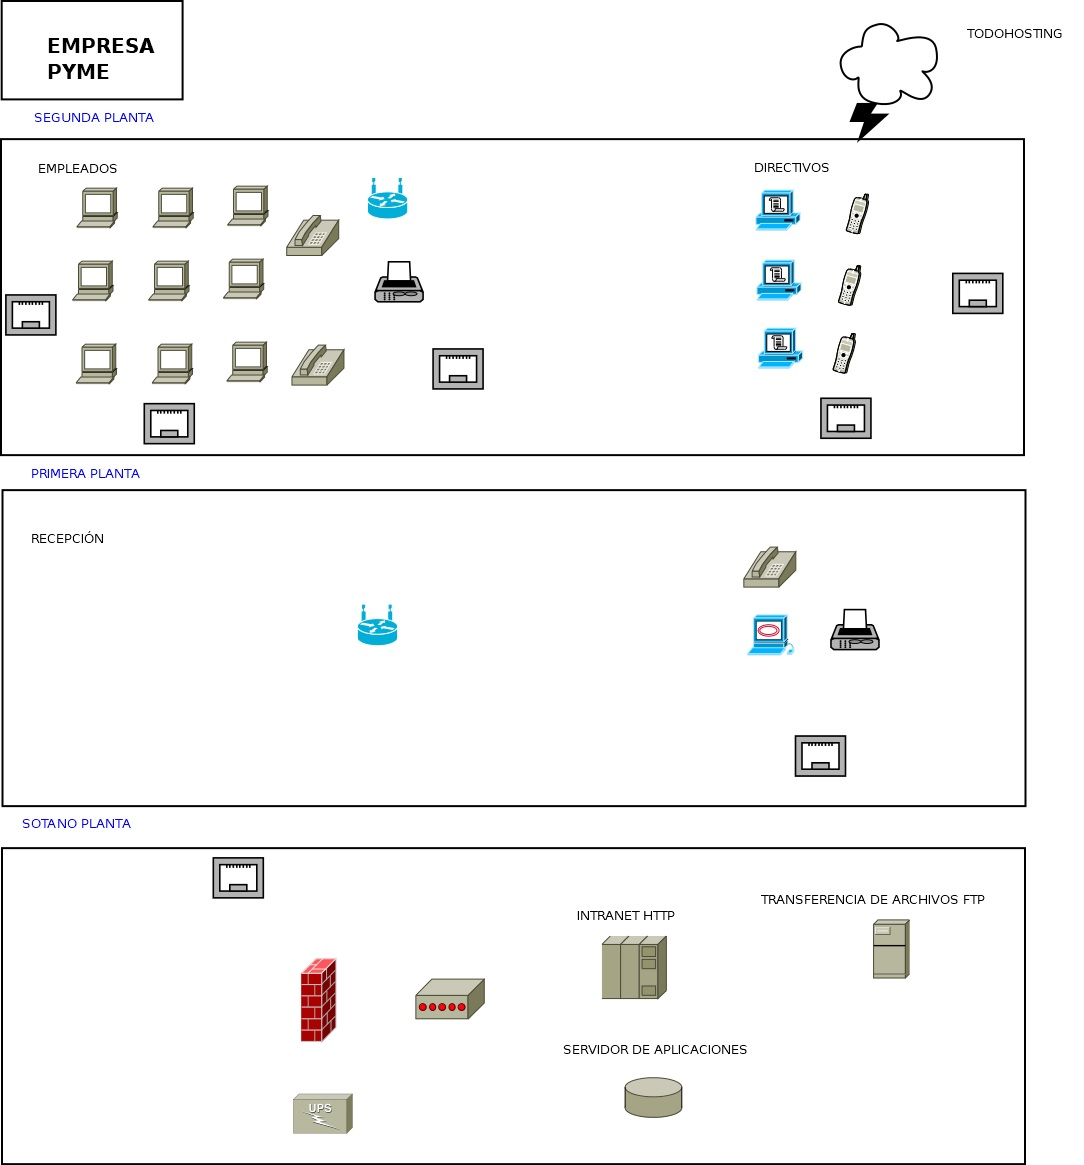 EMPRESA
PYME
TODOHOSTING
SEGUNDA PLANTA
EMPLEADOS
DIRECTIVOS
PRIMERA PLANTA
RECEPCIÓN
SOTANO PLANTA
TRANSFERENCIA DE ARCHIVOS FTP
INTRANET HTTP
SERVIDOR DE APLICACIONES
UPS